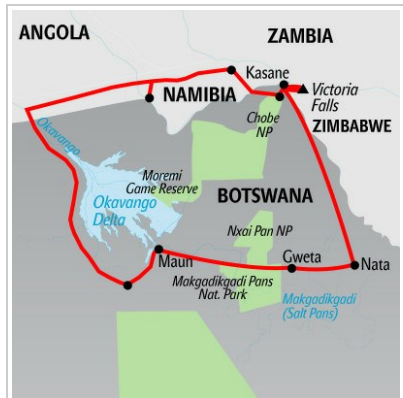 ANGOLA
ZAMBIA
Kasane
NAMIBIA
Victoria
Falls
Chobe
NP
ZIMBABWE
Okavango
Moremi
Game Reserve
Okavango
Delta
BOTSWANA
Nxai Pan NP
Maun
Gweta
Nata
Makgadikgadi Pans
Nat. Park
Makgadikgadi
(Salt Pans)